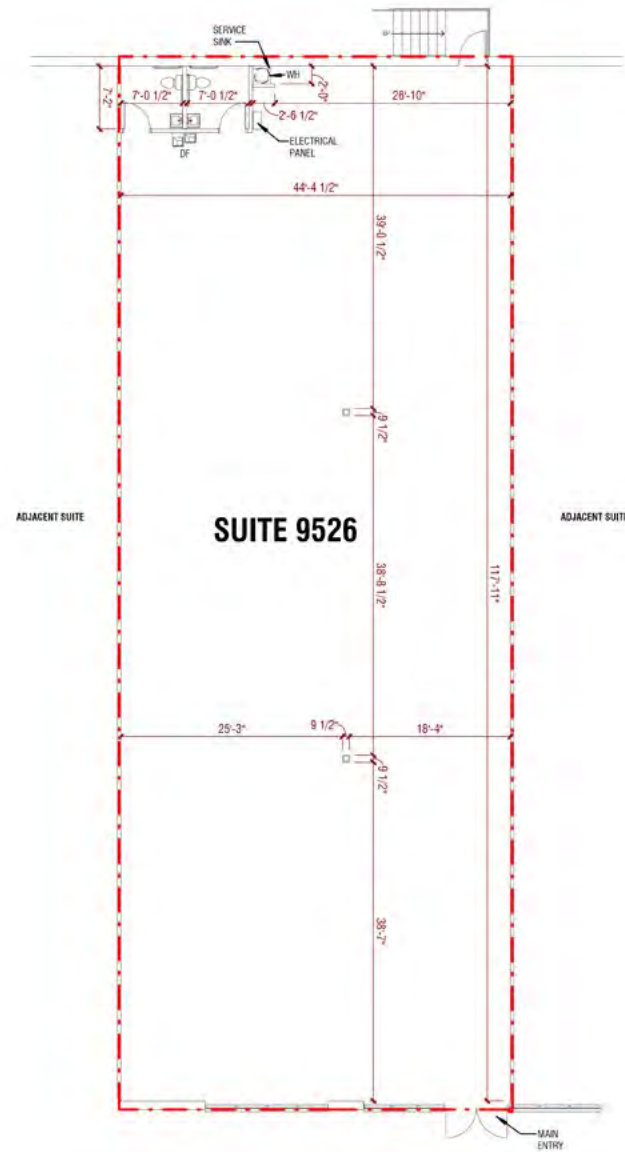 SERVICE
SINK
WH
2'-0"
7'-2"
7'-0 1/2"
7'-0 1/2"
26'-10"
2'-6 1/2"
ELECTRICAL
PANEL
DF
44'-4 1/2"
39'-0 1/2"
9 1/2"
ADJACENT SUITE
SUITE 9526
ADJACENT SUITE
38'-8 1/2"
117'-11"
25'-3"
9 1/2"
18'-4"
9 1/2"
38'-7"
MAIN
ENTRY